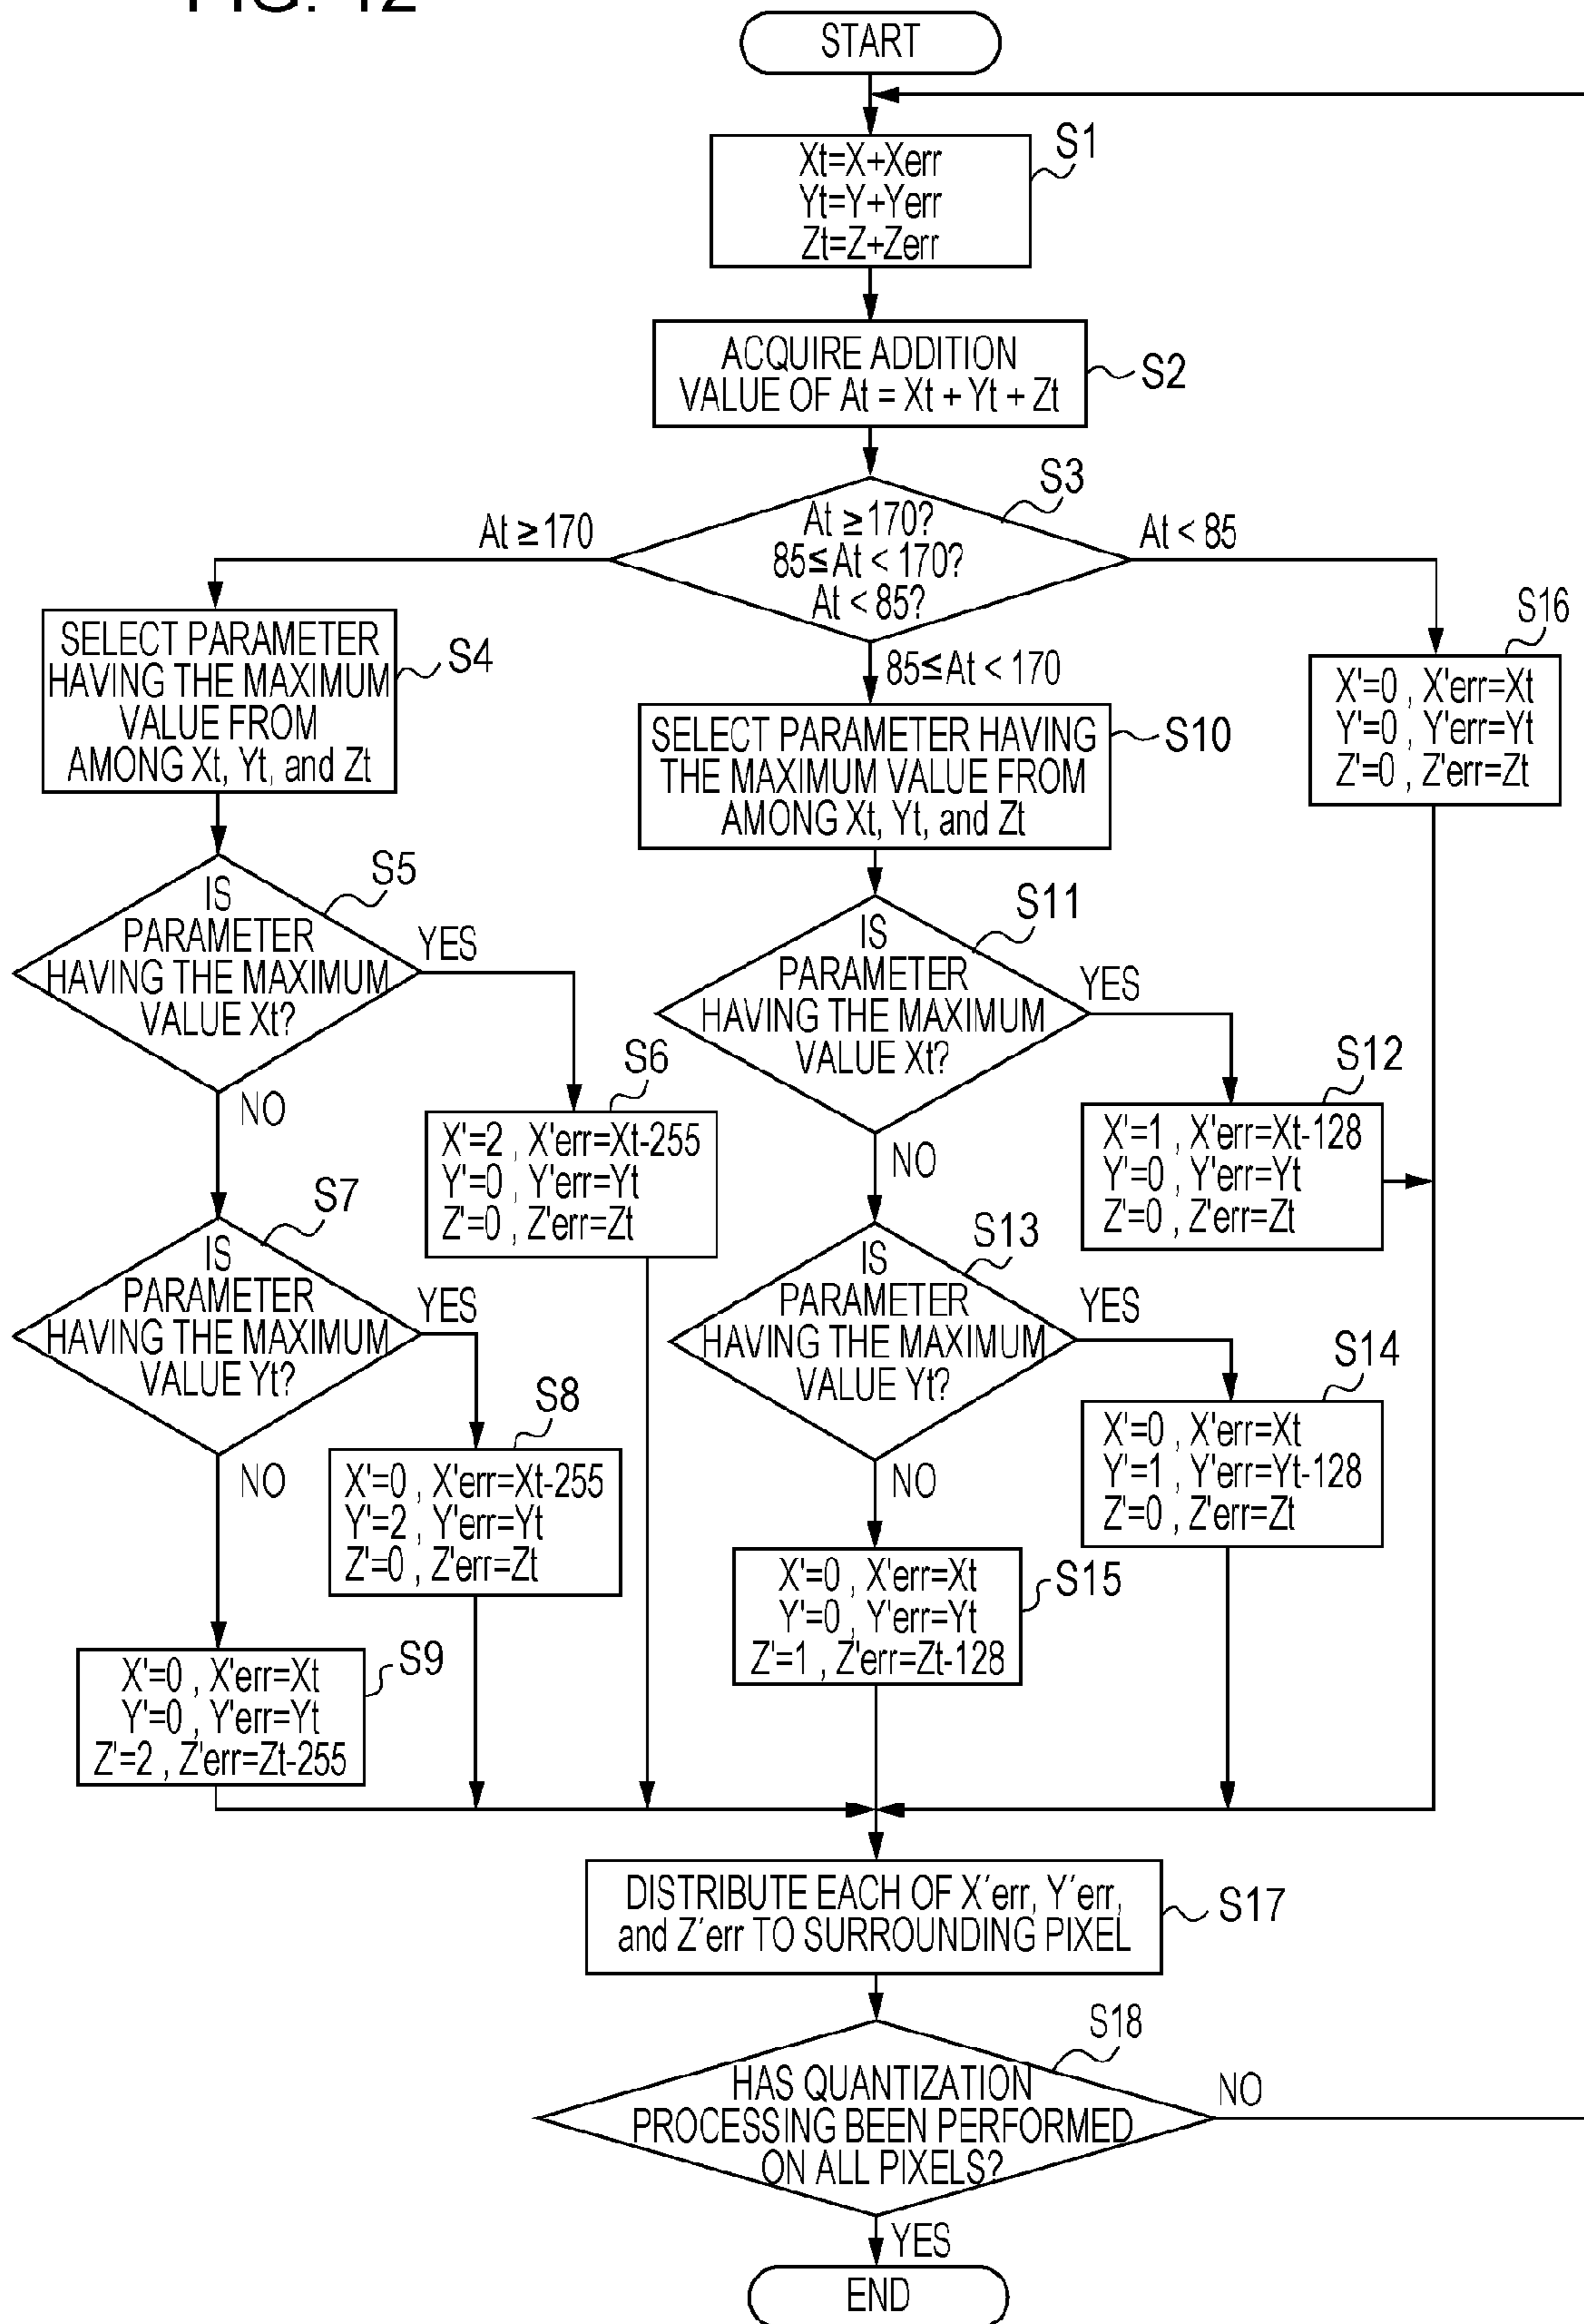 FIG. 12
START
Xt=X+Xerr
Yt=Y+Yerr
Zt=Z+Zerr
S1
ACQUIRE ADDITION
VALUE OF At = Xt + Yt + Zt
S2
At ≥ 170?
85≤At < 170?
At < 85?
S3
At ≥ 170
At < 85
85≤At < 170
SELECT PARAMETER
HAVING THE MAXIMUM
VALUE FROM
AMONG Xt, Yt, and Zt
S4
SELECT PARAMETER HAVING
THE MAXIMUM VALUE FROM
AMONG Xt, Yt, and Zt
S10
S16
X'=0 , X'err=Xt
Y'=0 , Y'err=Yt
Z'=0 , Z'err=Zt
IS
PARAMETER
HAVING THE MAXIMUM
VALUE Xt?
S5
YES
NO
S6
X'=2 , X'err=Xt-255
Y'=0 , Y'err=Yt
Z'=0 , Z'err=Zt
IS
PARAMETER
HAVING THE MAXIMUM
VALUE Xt?
S11
YES
NO
S12
X'=1 , X'err=Xt-128
Y'=0 , Y'err=Yt
Z'=0 , Z'err=Zt
IS
PARAMETER
HAVING THE MAXIMUM
VALUE Yt?
S7
YES
NO
S8
X'=0 , X'err=Xt-255
Y'=2 , Y'err=Yt
Z'=0 , Z'err=Zt
IS
PARAMETER
HAVING THE MAXIMUM
VALUE Yt?
S13
YES
NO
S14
X'=0 , X'err=Xt
Y'=1 , Y'err=Yt-128
Z'=0 , Z'err=Zt
X'=0 , X'err=Xt
Y'=0 , Y'err=Yt
Z'=2 , Z'err=Zt-255
S9
X'=0 , X'err=Xt
Y'=0 , Y'err=Yt
Z'=1 , Z'err=Zt-128
S15
DISTRIBUTE EACH OF X'err, Y'err,
and Z'err TO SURROUNDING PIXEL
S17
HAS QUANTIZATION
PROCESSING BEEN PERFORMED
ON ALL PIXELS?
S18
NO
YES
END